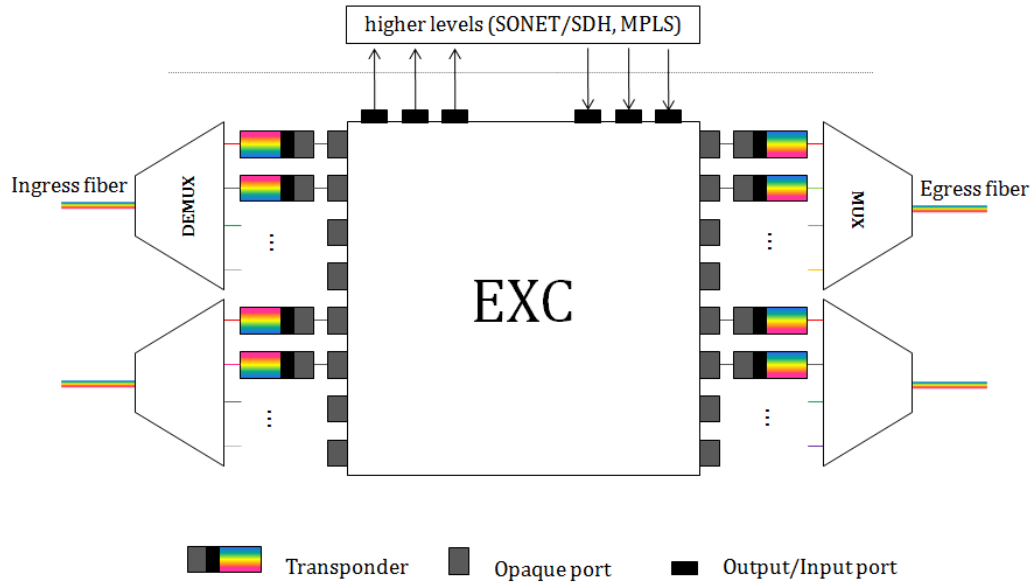 higher levels (SONET/SDH, MPLS)
Ingress fiber
DEMUX
...
EXC
...
MUX
Egress fiber
...
...
Transponder
Opaque port
Output/Input port